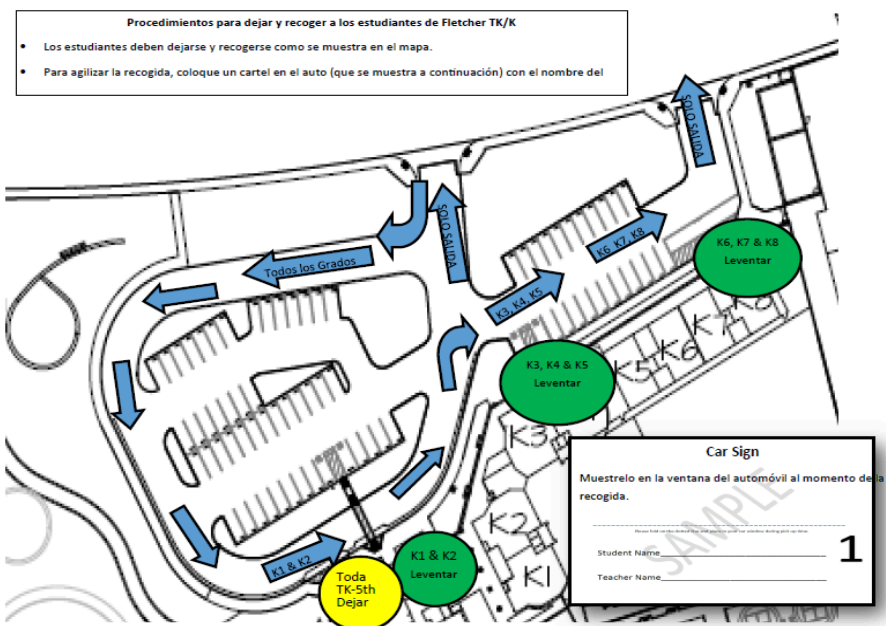 Procedimientos para dejar y recoger a los estudiantes de Fletcher TK/K
• Los estudiantes deben dejarse y recogerse como se muestra en el mapa.
• Para agilizar la recogida, coloque un cartel en el auto (que se muestra a continuación) con el nombre del
SOLO SALIDA
SOLO SALIDA
Todos los Grados
K6, K7, K8
K3, K4, K5
K6, K7 & K8
Leventar
K3, K4 & K5
Leventar
K8
K7
K6
K5
K3
K2
K1
K1 & K2
K1 & K2
Leventar
Toda
TK-5th
Dejar
Car Sign
Muestrelo en la ventana del automóvil al momento de la
recogida.
SAMPLE
Student Name
1
Teacher Name